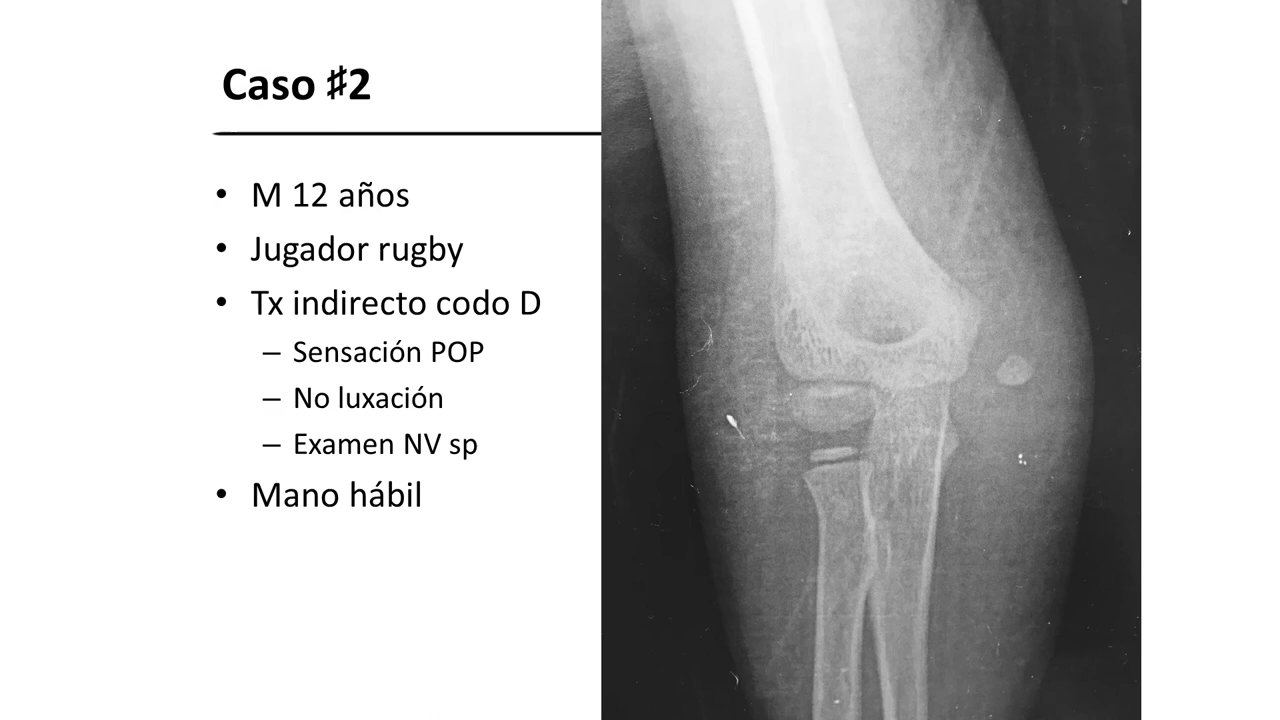 Caso ♯2
• M 12 años
• Jugador rugby
• Tx indirecto codo D
– Sensación POP
– No luxación
– Examen NV sp
• Mano hábil